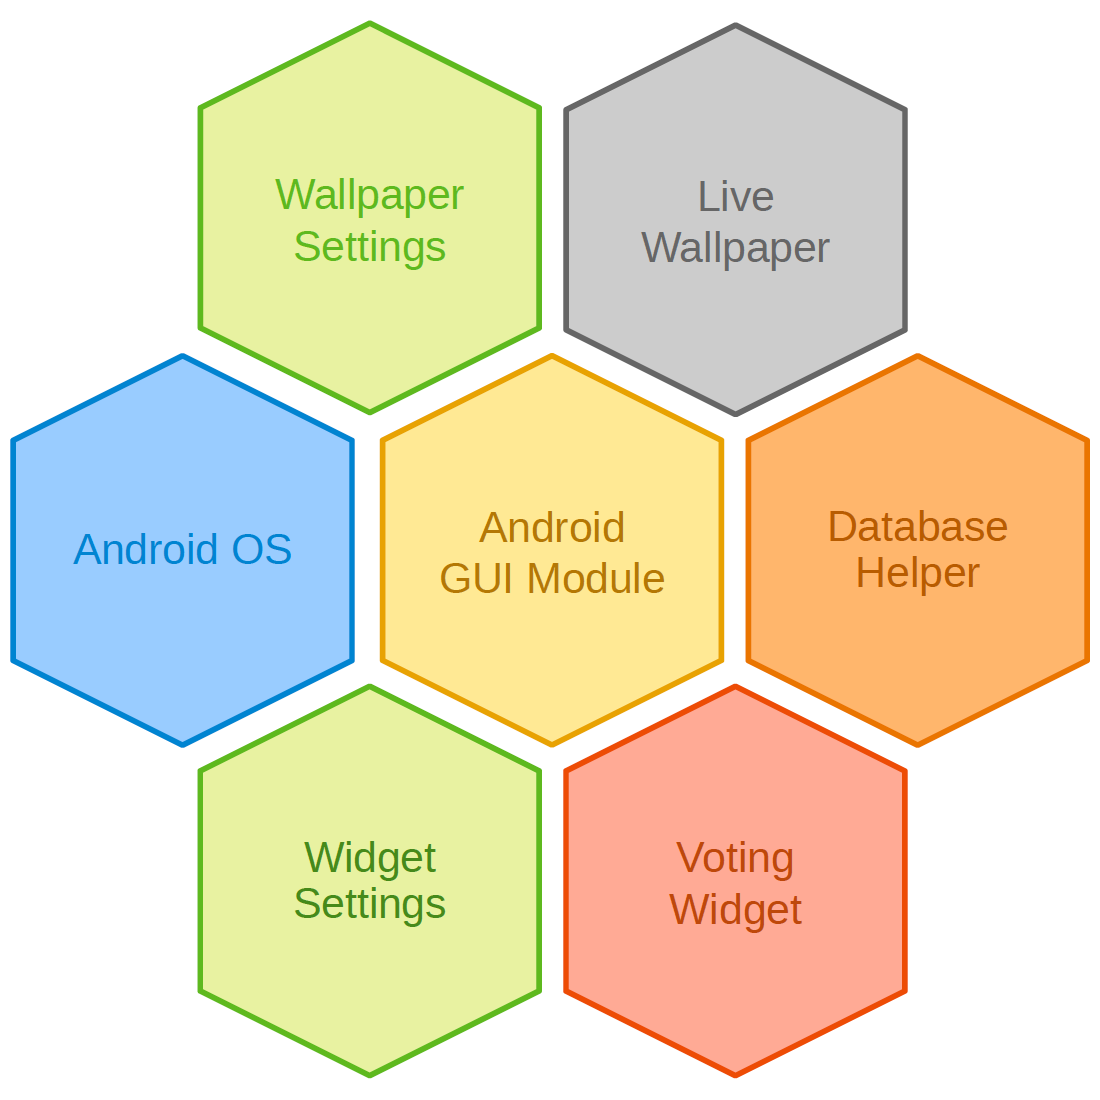 Wallpaper
Settings
Live
Wallpaper
Android OS
Android
GUI Module
Database
Helper
Widget
Settings
Voting
Widget